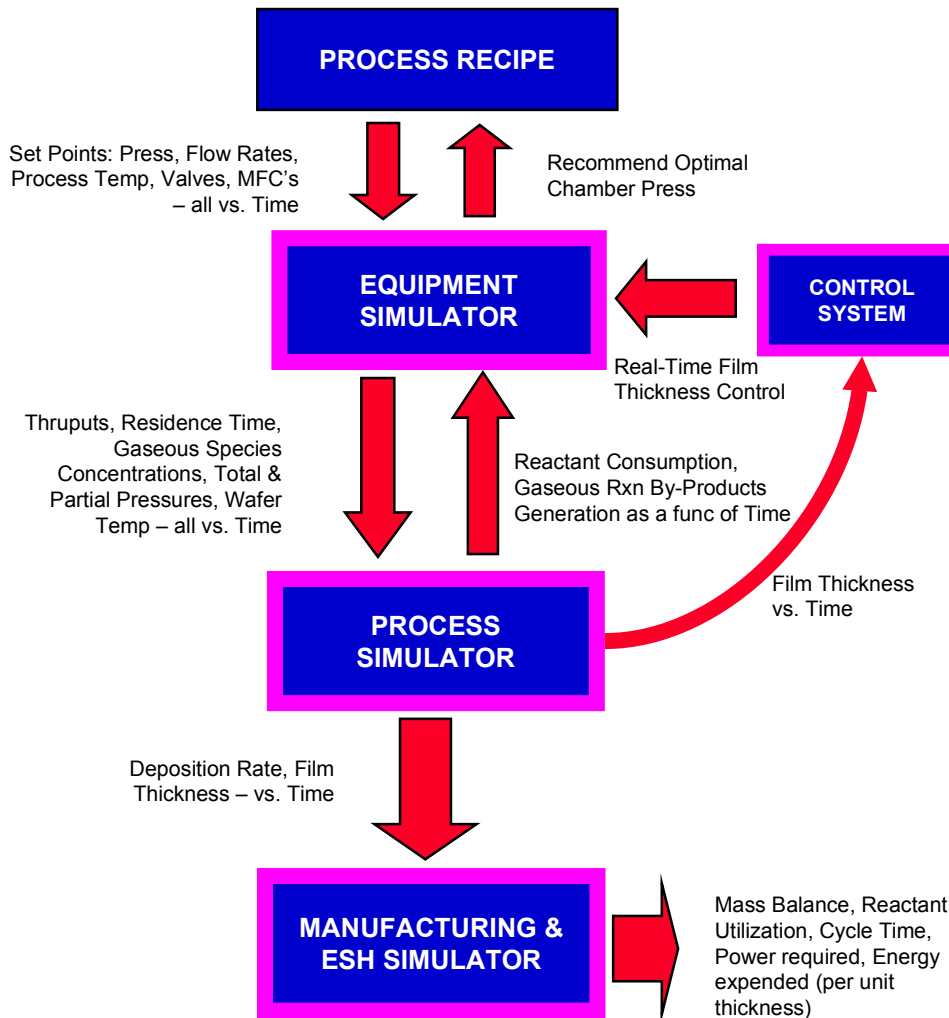 PROCESS RECIPE
Set Points: Press, Flow Rates,
Process Temp, Valves, MFC's
– all vs. Time
Recommend Optimal
Chamber Press
EQUIPMENT
SIMULATOR
CONTROL
SYSTEM
Real-Time Film
Thickness Control
Thruputs, Residence Time,
Gaseous Species
Concentrations, Total &
Partial Pressures, Wafer
Temp – all vs. Time
Reactant Consumption,
Gaseous Rxn By-Products
Generation as a func of Time
Film Thickness
vs. Time
PROCESS
SIMULATOR
Deposition Rate, Film
Thickness – vs. Time
MANUFACTURING &
ESH SIMULATOR
Mass Balance, Reactant
Utilization, Cycle Time,
Power required, Energy
expended (per unit
thickness)